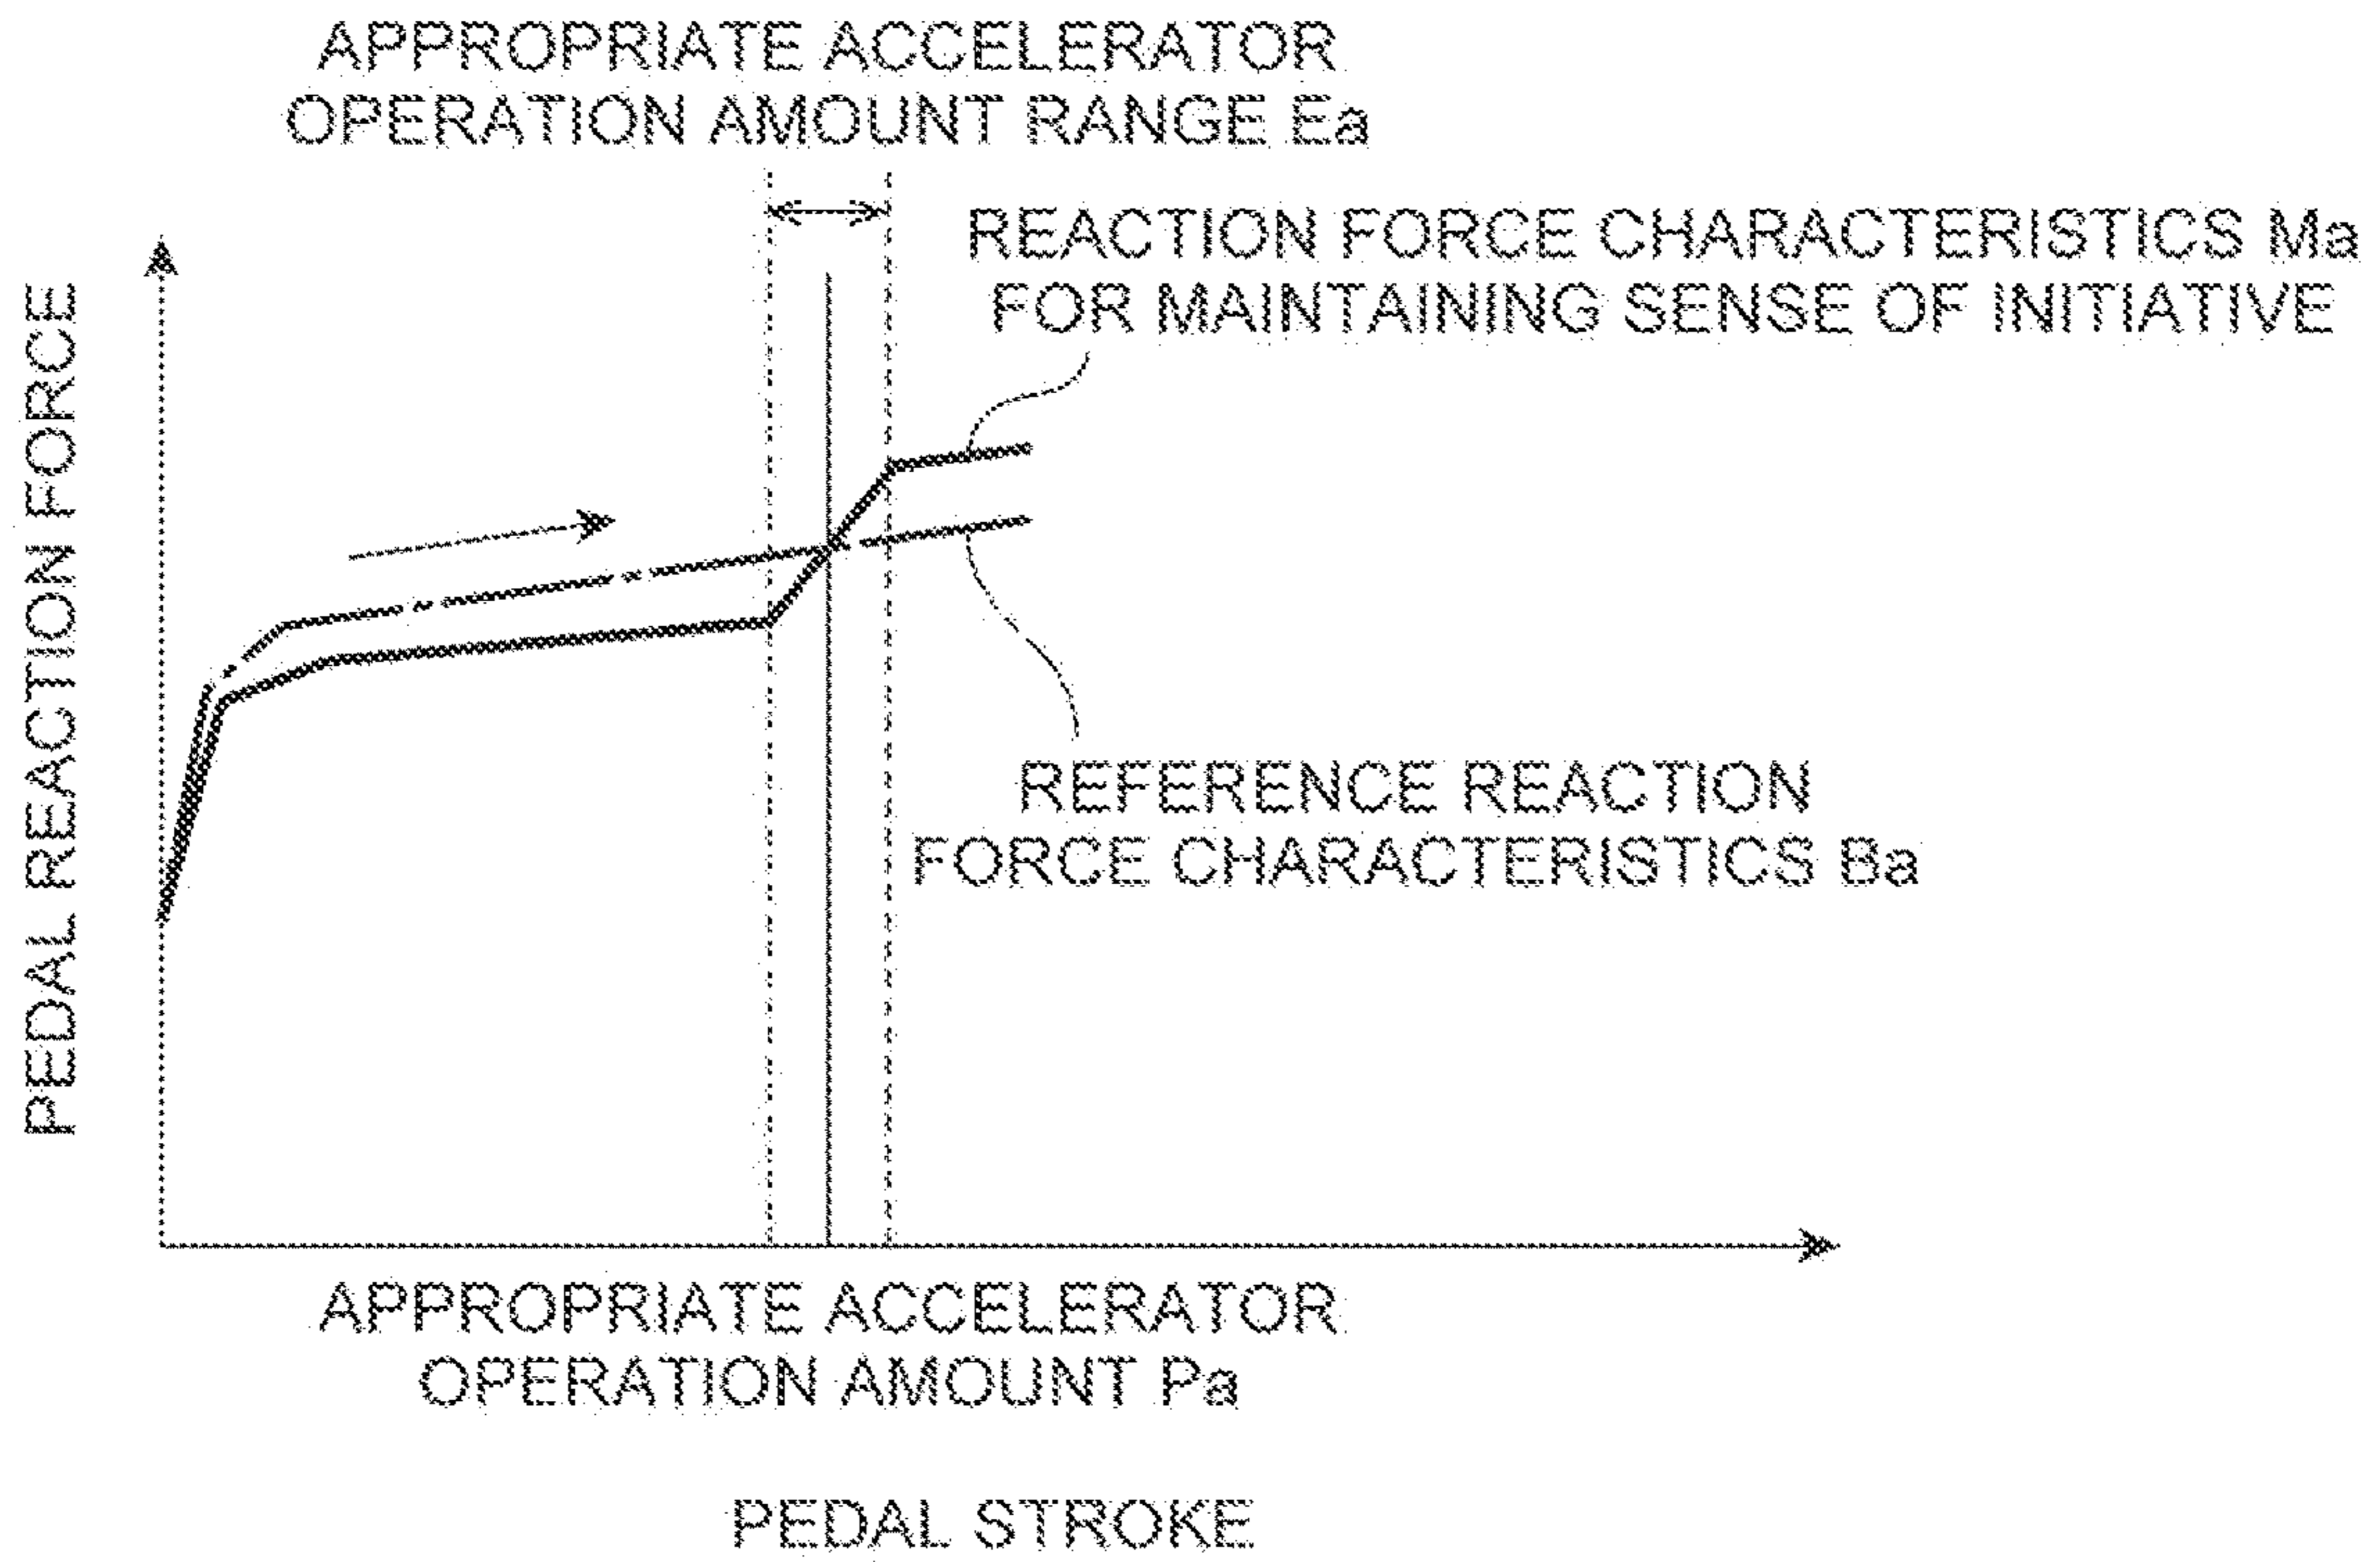 APPROPRIATE ACCELERATOR
OPERATION AMOUNT RANGE Ea
REACTION FORCE CHARACTERISTICS Ma
FOR MAINTAINING SENSE OF INITIATIVE
PEDAL REACTION FORCE
REFERENCE REACTION
FORCE CHARACTERISTICS Ba
APPROPRIATE ACCELERATOR
OPERATION AMOUNT Pa
PEDAL STROKE